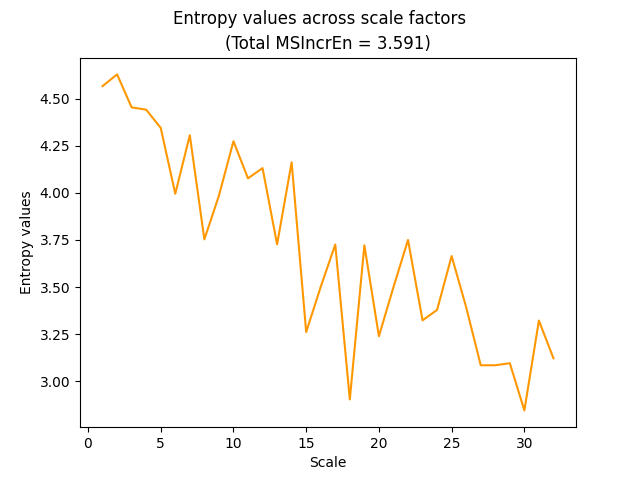 Entropy values across scale factors
(Total MSIncrEn = 3.591)
4.50
4.25
4.00
3.75
3.50
3.25
3.00
Entropy values
0 5 10 15 20 25 30
Scale